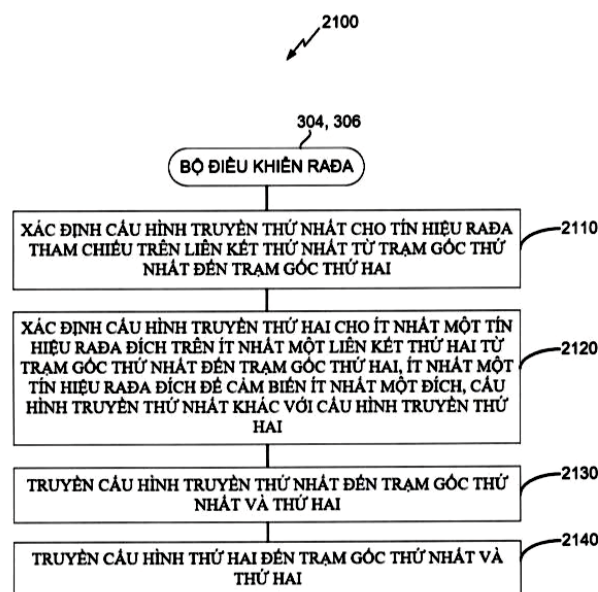 2100
304, 306
BỘ ĐIỀU KHIỂN RAĐA
XÁC ĐỊNH CẤU HÌNH TRUYỀN THỨ NHẤT CHO TÍN HIỆU RAĐA
THAM CHIẾU TRÊN LIÊN KẾT THỨ NHẤT TỪ TRẠM GỐC THỨ
NHẤT ĐẾN TRẠM GỐC THỨ HAI
2110
XÁC ĐỊNH CẤU HÌNH TRUYỀN THỨ HAI CHO ÍT NHẤT MỘT TÍN
HIỆU RAĐA ĐÍCH TRÊN ÍT NHẤT MỘT LIÊN KẾT THỨ HAI TỪ
TRẠM GỐC THỨ NHẤT ĐẾN TRẠM GỐC THỨ HAI, ÍT NHẤT MỘT
TÍN HIỆU RAĐA ĐÍCH ĐỂ CẢM BIẾN ÍT NHẤT MỘT ĐÍCH, CẤU
HÌNH TRUYỀN THỨ NHẤT KHÁC VỚI CẤU HÌNH TRUYỀN THỨ
HAI
2120
TRUYỀN CẤU HÌNH TRUYỀN THỨ NHẤT ĐẾN TRẠM GỐC THỨ
NHẤT VÀ THỨ HAI
2130
TRUYỀN CẤU HÌNH THỨ HAI ĐẾN TRẠM GỐC THỨ NHẤT VÀ
THỨ HAI
2140